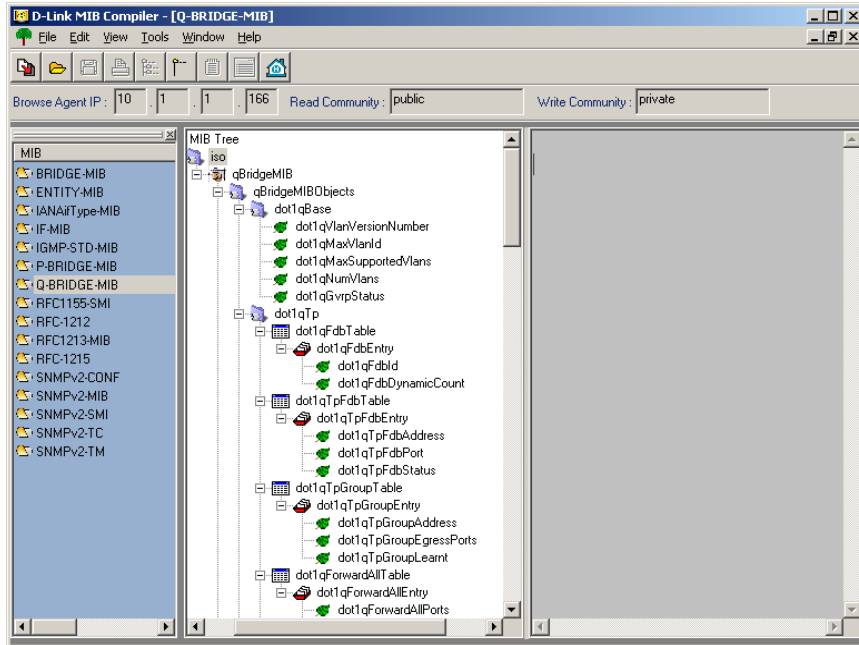 D-Link MIB Compiler - [Q-BRIDGE-MIB]
File Edit View Tools Window Help
Browse Agent IP : 10 . 1 . 1 . 166 Read Community : public Write Community : private
MIB
BRIDGE-MIB
ENTITY-MIB
IANAifType-MIB
IF-MIB
IGMP-STD-MIB
P-BRIDGE-MIB
Q-BRIDGE-MIB
RFC1155-SMI
RFC-1212
RFC1213-MIB
RFC-1215
SNMPv2-CONF
SNMPv2-MIB
SNMPv2-SMI
SNMPv2-TC
SNMPv2-TM
MIB Tree
iso
qBridgeMIB
qBridgeMIBObjects
dot1qBase
dot1qVlanVersionNumber
dot1qMaxVlanId
dot1qMaxSupportedVlans
dot1qNumVlans
dot1qGvrpStatus
dot1qTp
dot1qFdbTable
dot1qFdbEntry
dot1qFdbId
dot1qFdbDynamicCount
dot1qTpFdbTable
dot1qTpFdbEntry
dot1qTpFdbAddress
dot1qTpFdbPort
dot1qTpFdbStatus
dot1qTpGroupTable
dot1qTpGroupEntry
dot1qTpGroupAddress
dot1qTpGroupEgressPorts
dot1qTpGroupLearnt
dot1qForwardAllTable
dot1qForwardAllEntry
dot1qForwardAllPorts